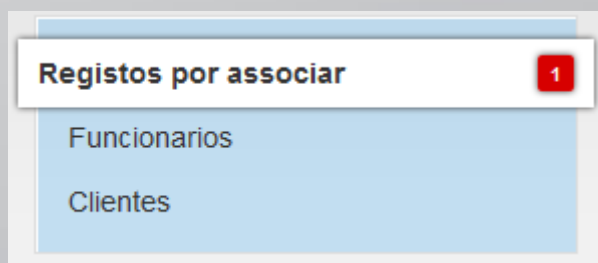 Registos por associar 1
Funcionarios
Clientes